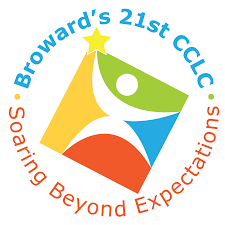 Broward's 21st CCLC
Soaring Beyond Expectations